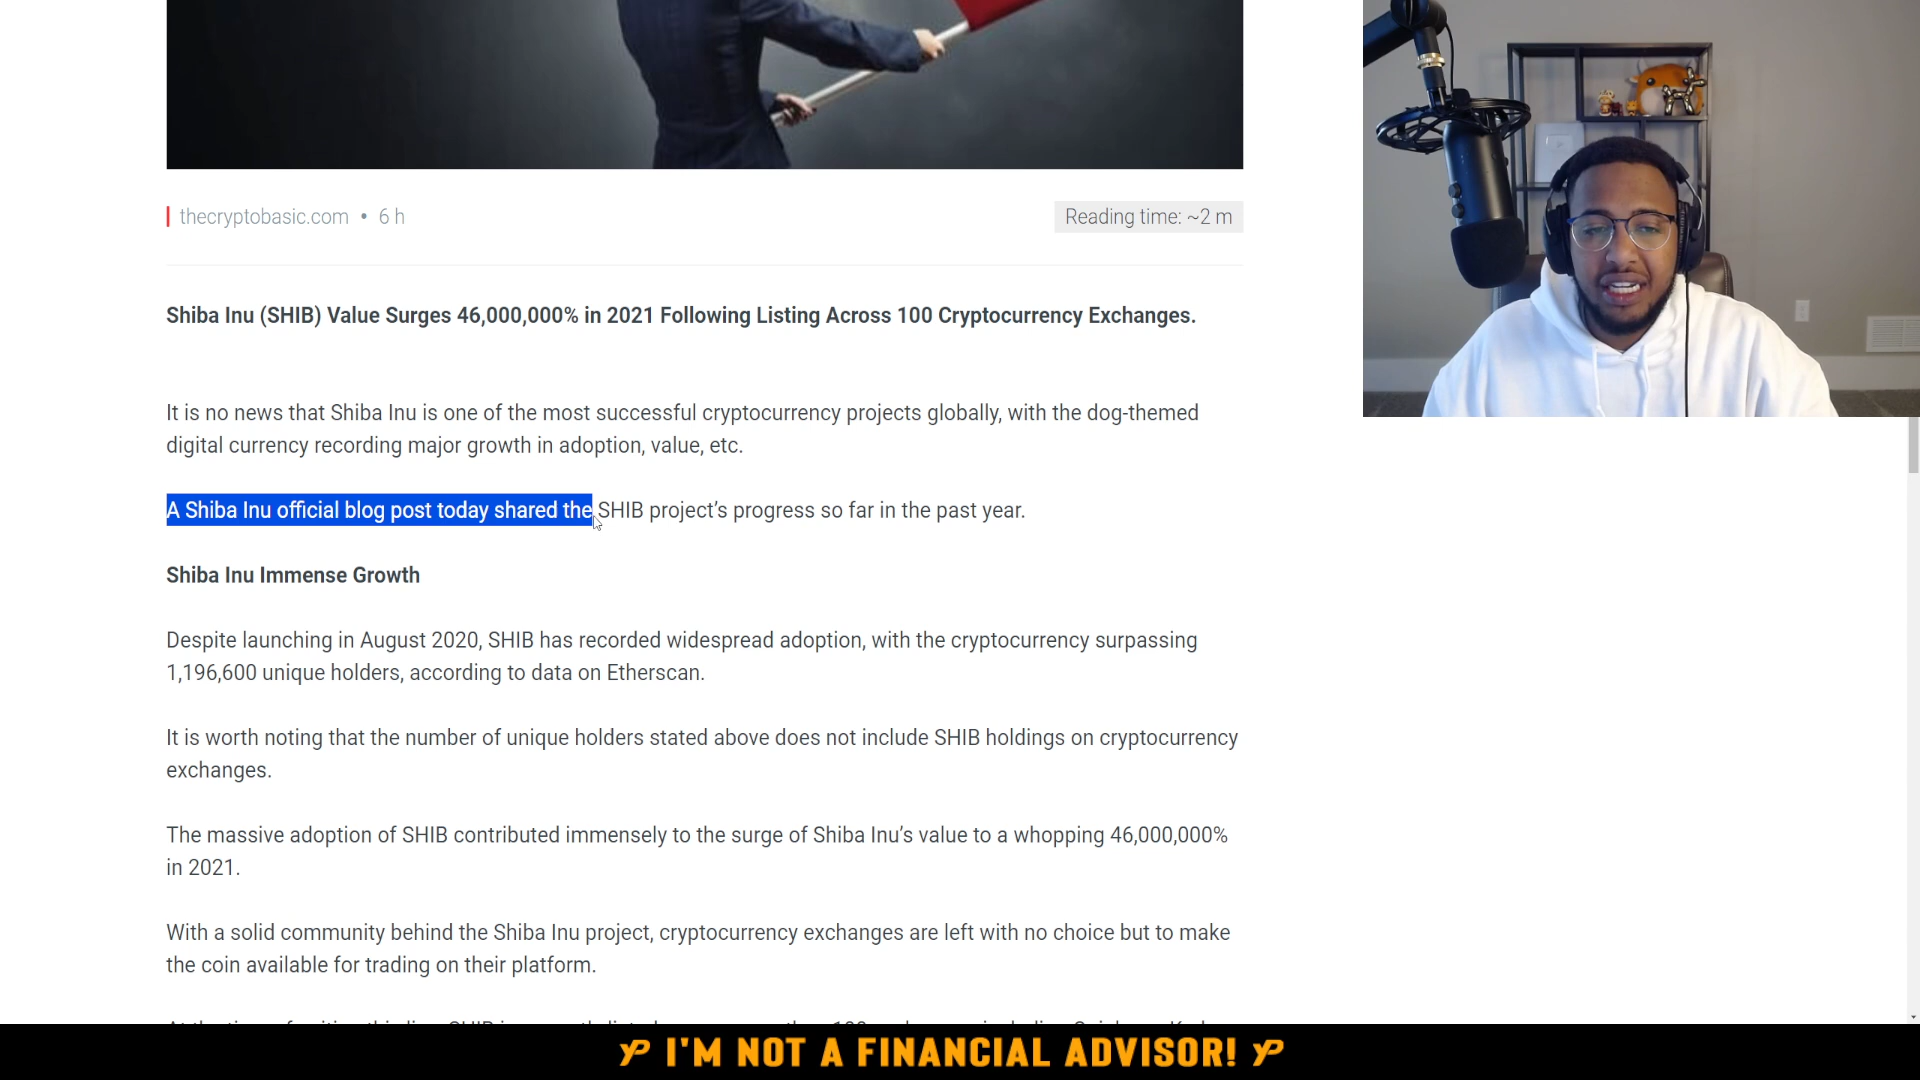 thecryptobasic.com • 6 h
Reading time: ~2 m
Shiba Inu (SHIB) Value Surges 46,000,000% in 2021 Following Listing Across 100 Cryptocurrency Exchanges.
It is no news that Shiba Inu is one of the most successful cryptocurrency projects globally, with the dog-themed
digital currency recording major growth in adoption, value, etc.
A Shiba Inu official blog post today shared the SHIB project’s progress so far in the past year.
Shiba Inu Immense Growth
Despite launching in August 2020, SHIB has recorded widespread adoption, with the cryptocurrency surpassing
1,196,600 unique holders, according to data on Etherscan.
It is worth noting that the number of unique holders stated above does not include SHIB holdings on cryptocurrency
exchanges.
The massive adoption of SHIB contributed immensely to the surge of Shiba Inu’s value to a whopping 46,000,000%
in 2021.
With a solid community behind the Shiba Inu project, cryptocurrency exchanges are left with no choice but to make
the coin available for trading on their platform.
YP I'M NOT A FINANCIAL ADVISOR! YP